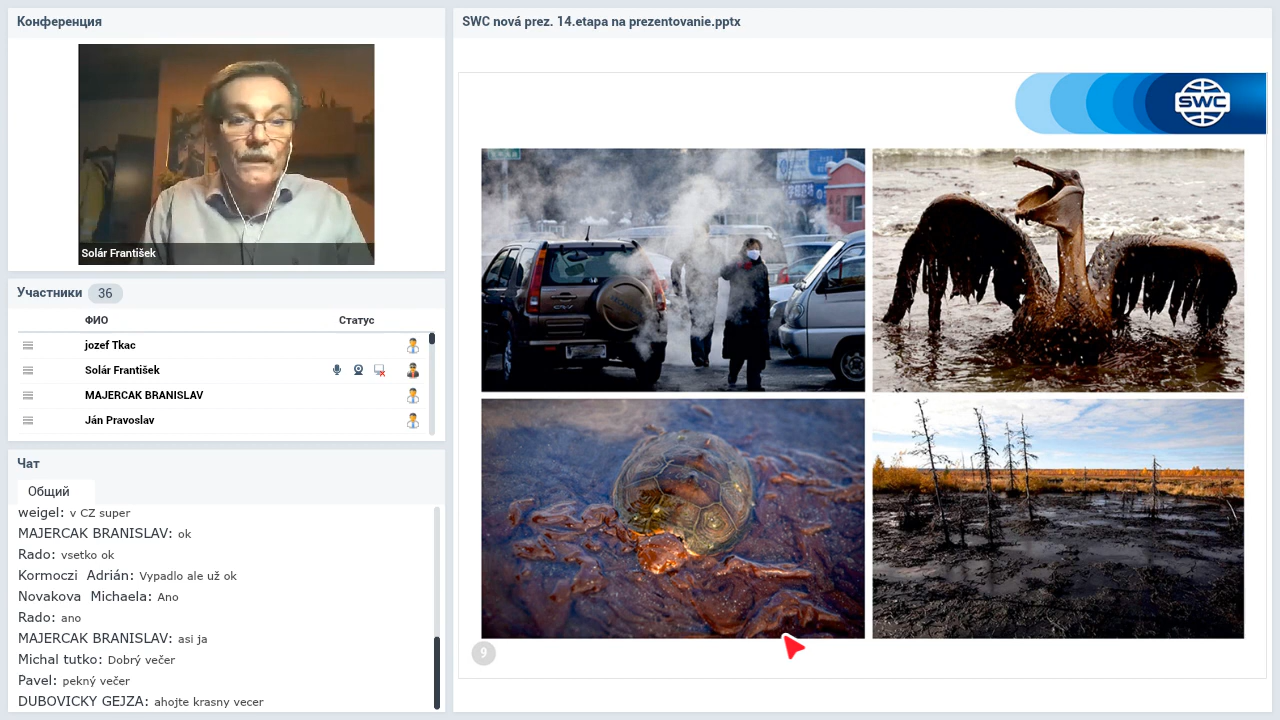 Конференция
Solár František
Участники 36
ФИО Статус
jozef Tkac
Solár František
MAJERCAK BRANISLAV
Ján Pravoslav
Чат
Общий
weigel: v CZ super
MAJERCAK BRANISLAV: ok
Rado: vsetko ok
Kormoczi Adrián: Vypadlo ale už ok
Novakova Michaela: Ano
Rado: ano
MAJERCAK BRANISLAV: asi ja
Michal tutko: Dobrý večer
Pavel: pekný večer
DUBOVICKY GEJZA: ahojte krasny vecer
SWC nová prez. 14.etapa na prezentovanie.pptx
SWC
9